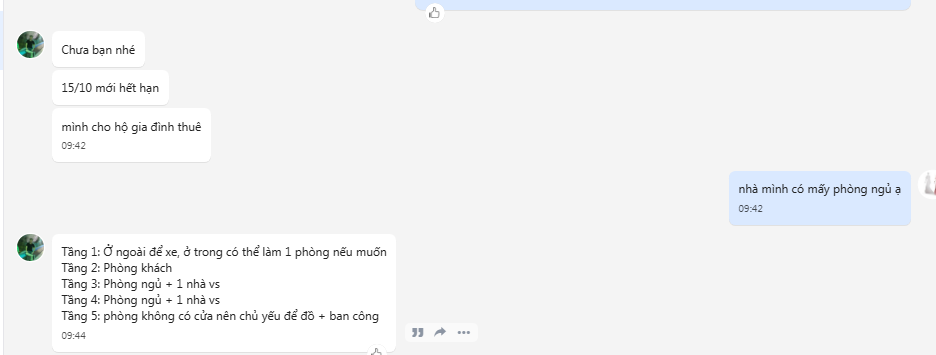 Chưa bạn nhé
15/10 mới hết hạn
mình cho hộ gia đình thuê
09:42
nhà mình có mấy phòng ngủ ạ
09:42
Tầng 1: Ở ngoài để xe, ở trong có thể làm 1 phòng nếu muốn
Tầng 2: Phòng khách
Tầng 3: Phòng ngủ + 1 nhà vs
Tầng 4: Phòng ngủ + 1 nhà vs
Tầng 5: phòng không có cửa nên chủ yếu để đồ + ban công
09:44